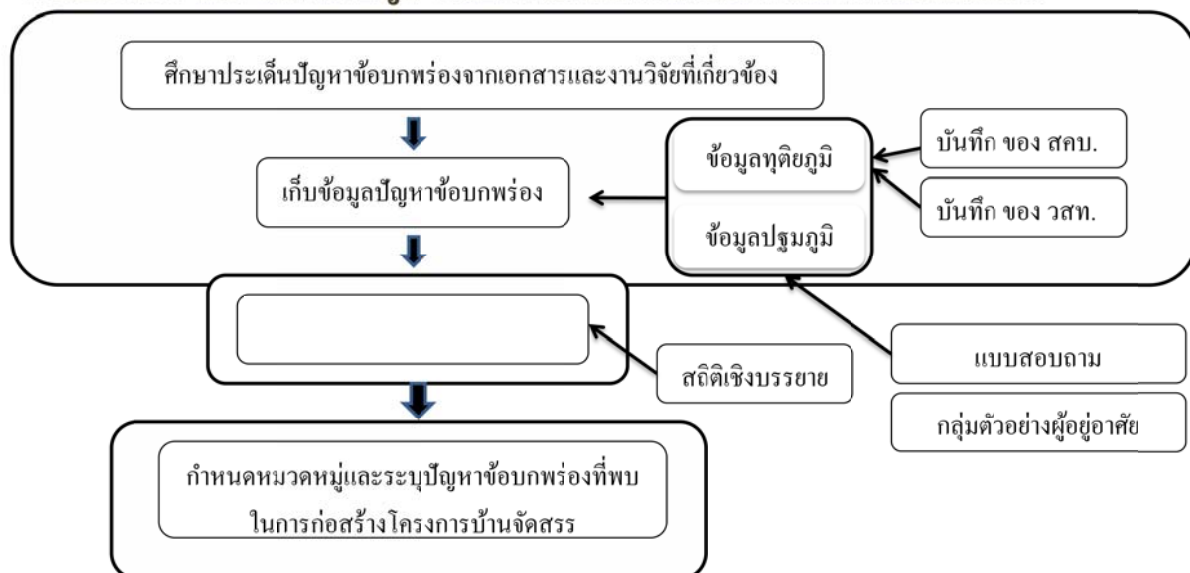 ศึกษาประเด็นปัญหาข้อบกพร่องจากเอกสารและงานวิจัยที่เกี่ยวข้อง
เก็บข้อมูลปัญหาข้อบกพร่อง
ข้อมูลทุติยภูมิ
ข้อมูลปฐมภูมิ
บันทึก ของ สคบ.
บันทึก ของ วสท.
สถิติเชิงบรรยาย
แบบสอบถาม
กลุ่มตัวอย่างผู้อยู่อาศัย
กำหนดหมวดหมู่และระบุปัญหาข้อบกพร่องที่พบ
ในการก่อสร้างโครงการบ้านจัดสรร